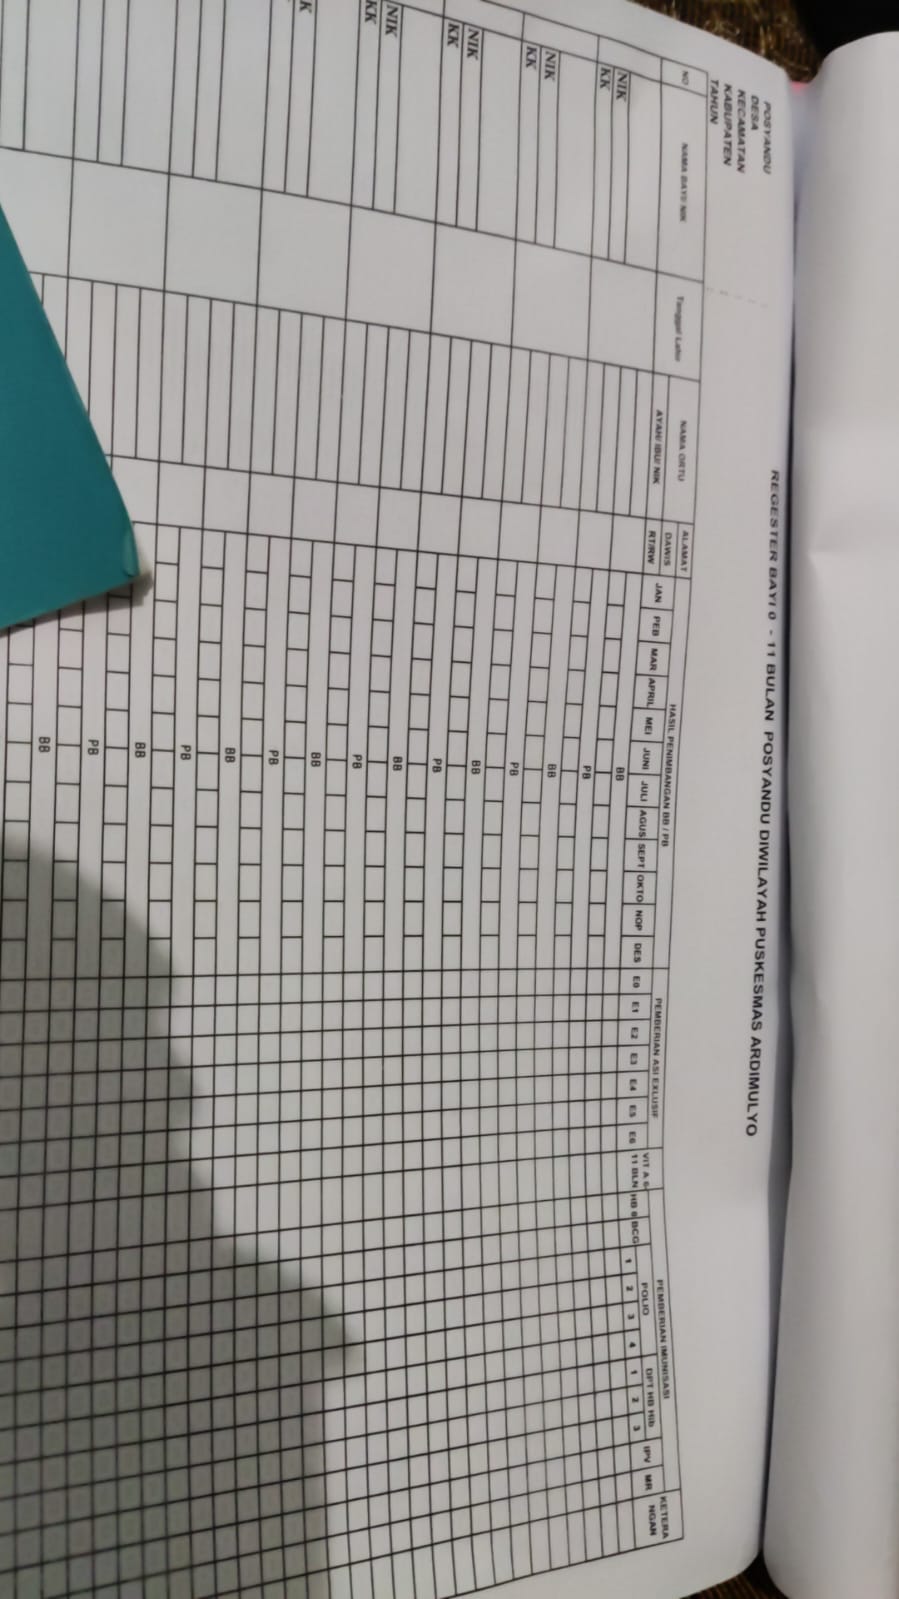 REGESTER BAYI 0 - 11 BULAN POSYANDU DIWILAYAH PUSKESMAS ARDIMULYO
POSYANDU
DESA
KECAMATAN
KABUPATEN
TAHUN
NO
NAMA BAYI/ NIK
Tanggal Lahir
NAMA ORTU
AYAH/ IBU/ NIK
ALAMAT
DAWIS
RT/RW
HASIL PENIMBANGAN BB / PB
JAN PEB MAR APRIL MEI JUNI JULI AGUS SEPT OKTO NOP DES
PEMBERIAN ASI EXLUSIF
E0 E1 E2 E3 E4 E5 E6
VIT A 6-
11 BLN
PEMBERIAN IMUNISASI
HB 0 BCG
POLIO
1 2 3 4
DPT HB Hib
1 2 3
IPV MR
KETERA
NGAN
BB
NIK
KK
PB
BB
NIK
KK
PB
BB
NIK
KK
PB
BB
NIK
KK
PB
BB
K
PB
BB
PB
BB
PB
BB